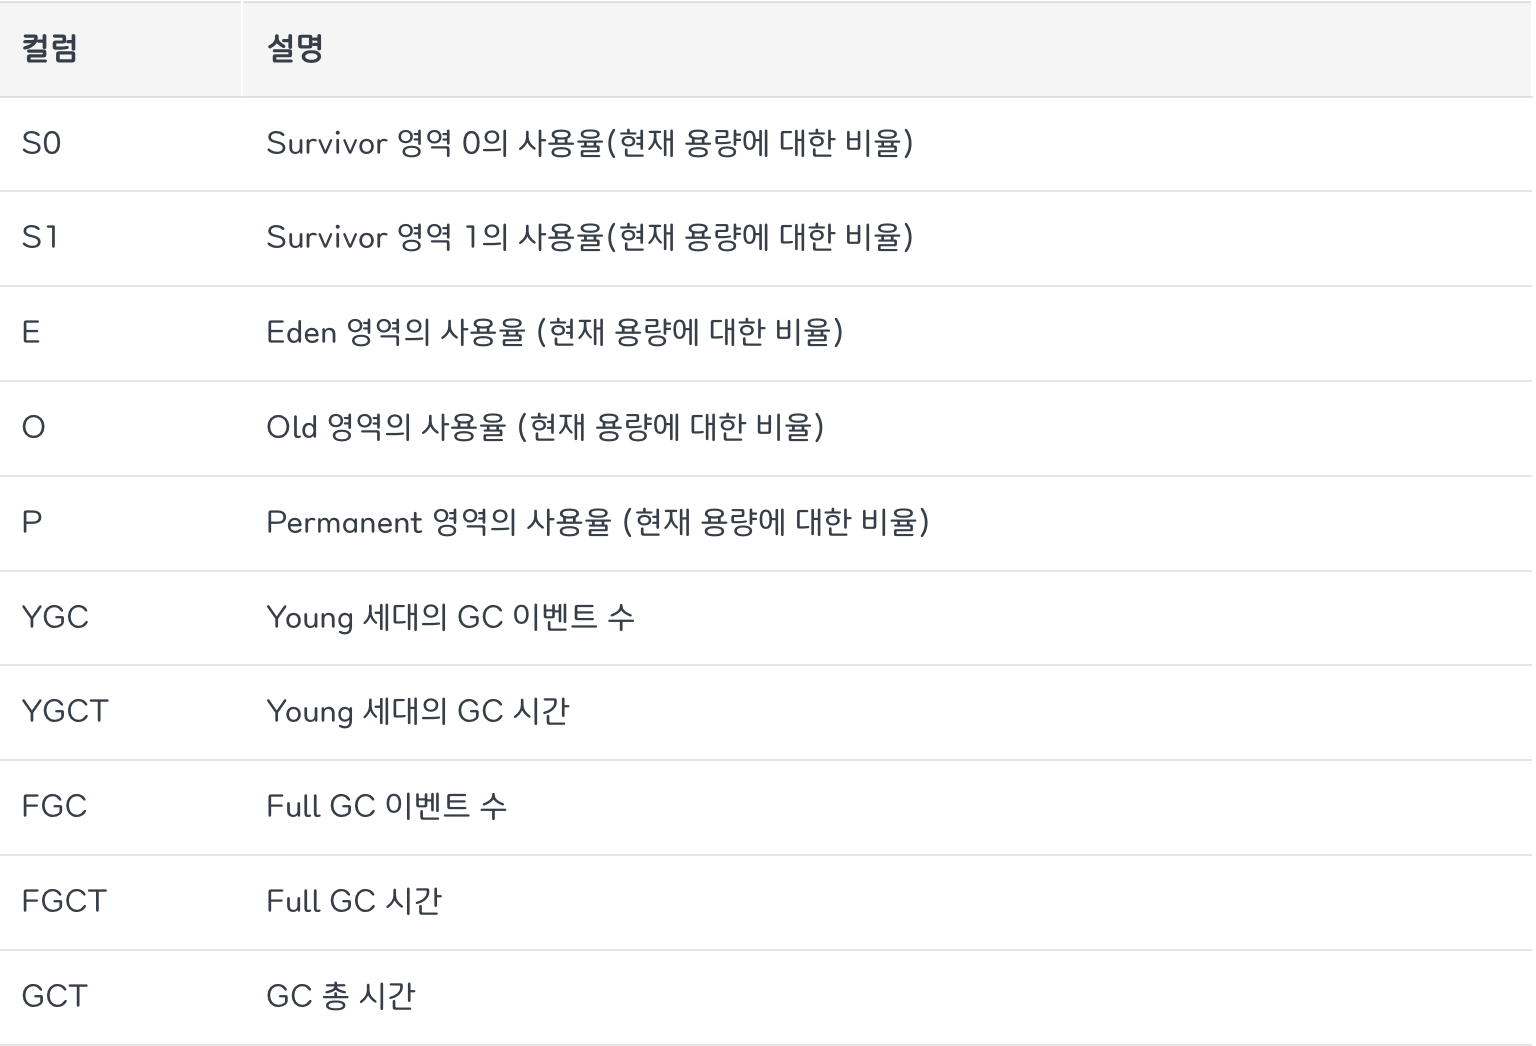 컬럼 설명
S0 Survivor 영역 0의 사용율(현재 용량에 대한 비율)
S1 Survivor 영역 1의 사용율(현재 용량에 대한 비율)
E Eden 영역의 사용율 (현재 용량에 대한 비율)
O Old 영역의 사용율 (현재 용량에 대한 비율)
P Permanent 영역의 사용율 (현재 용량에 대한 비율)
YGC Young 세대의 GC 이벤트 수
YGCT Young 세대의 GC 시간
FGC Full GC 이벤트 수
FGCT Full GC 시간
GCT GC 총 시간